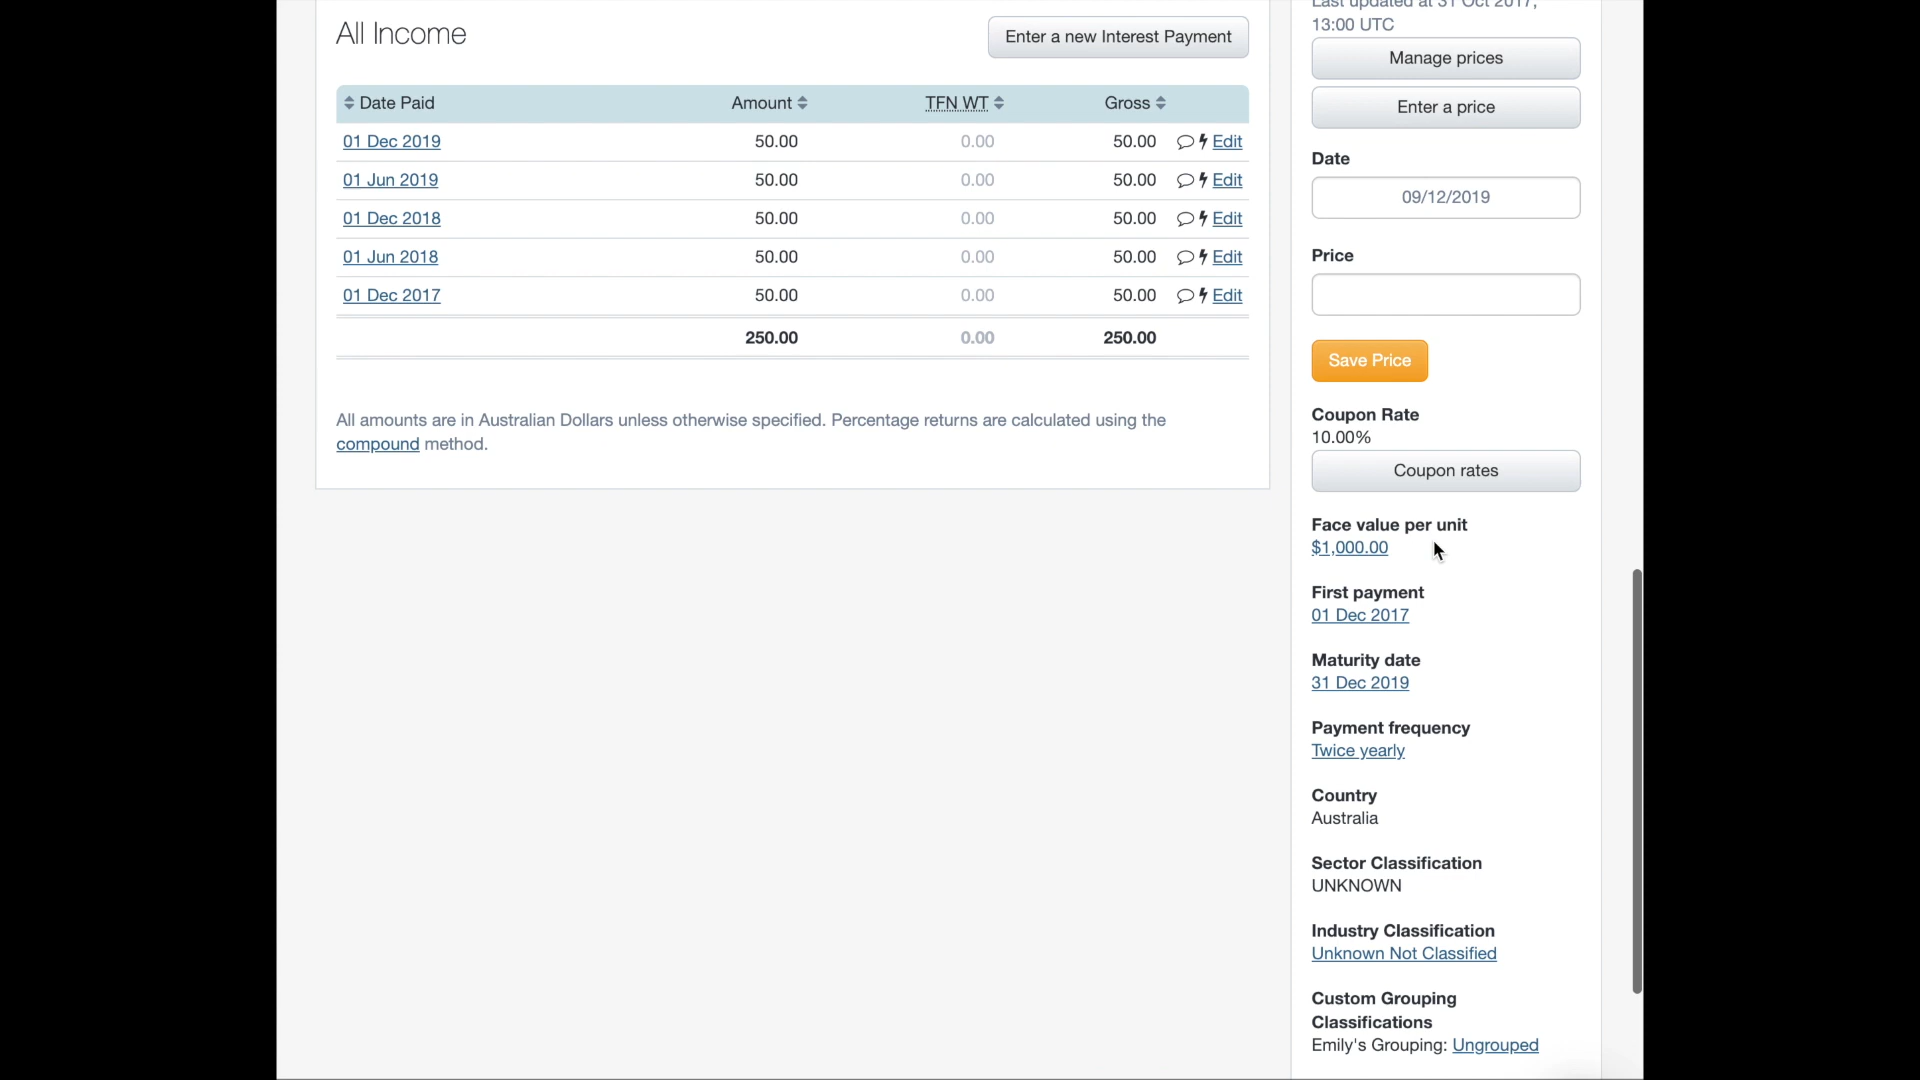 Last updated at 31 Oct 2017,
13:00 UTC
All Income
Enter a new Interest Payment
Manage prices
Enter a price
Date Paid Amount TFN WT Gross
01 Dec 2019 50.00 0.00 50.00 Edit
01 Jun 2019 50.00 0.00 50.00 Edit
01 Dec 2018 50.00 0.00 50.00 Edit
01 Jun 2018 50.00 0.00 50.00 Edit
01 Dec 2017 50.00 0.00 50.00 Edit
250.00 0.00 250.00
All amounts are in Australian Dollars unless otherwise specified. Percentage returns are calculated using the
compound method.
Date
09/12/2019
Price
Save Price
Coupon Rate
10.00%
Coupon rates
Face value per unit
$1,000.00
First payment
01 Dec 2017
Maturity date
31 Dec 2019
Payment frequency
Twice yearly
Country
Australia
Sector Classification
UNKNOWN
Industry Classification
Unknown Not Classified
Custom Grouping
Classifications
Emily's Grouping: Ungrouped